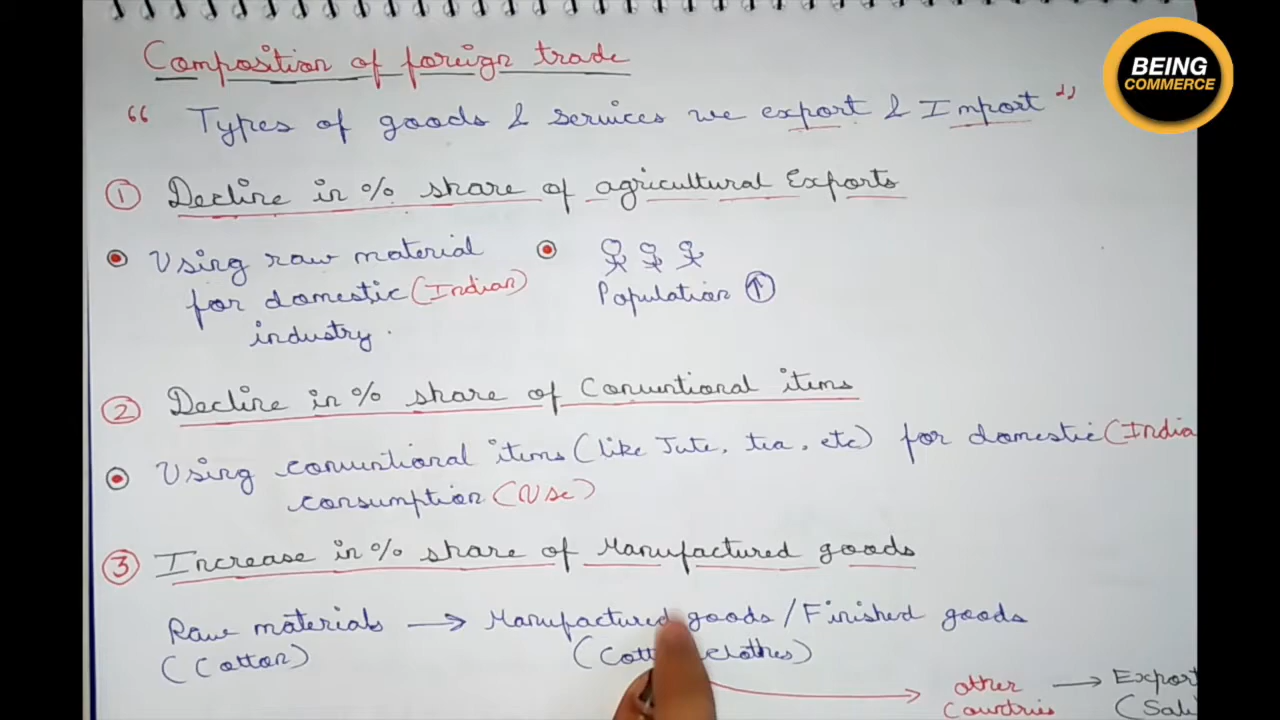 Composition of foreign trade
BEING
COMMERCE
“ Types of goods & services we export & Import ”
① Decline in % share of agricultural Exports
Using raw material
for domestic (Indian)
industry.
Population ↑
② Decline in % share of Conventional items
Using conventional items (like Jute, tea, etc) for domestic (India
consumption (Use)
③ Increase in % share of Manufactured goods
Raw materials → Manufactured goods / Finished goods
(Cotton)
clothes)
other → Export
Countries (Sale